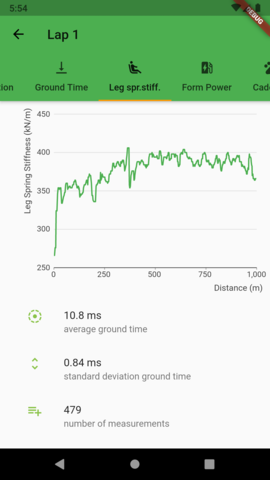 5:54
DEBUG
Lap 1
tion
Ground Time
Leg spr.stiff.
Form Power
Cade
Leg Spring Stiffness (kN/m)
450
400
350
300
250
0
250
500
750
1,000
Distance (m)
10.8 ms
average ground time
0.84 ms
standard deviation ground time
479
number of measurements